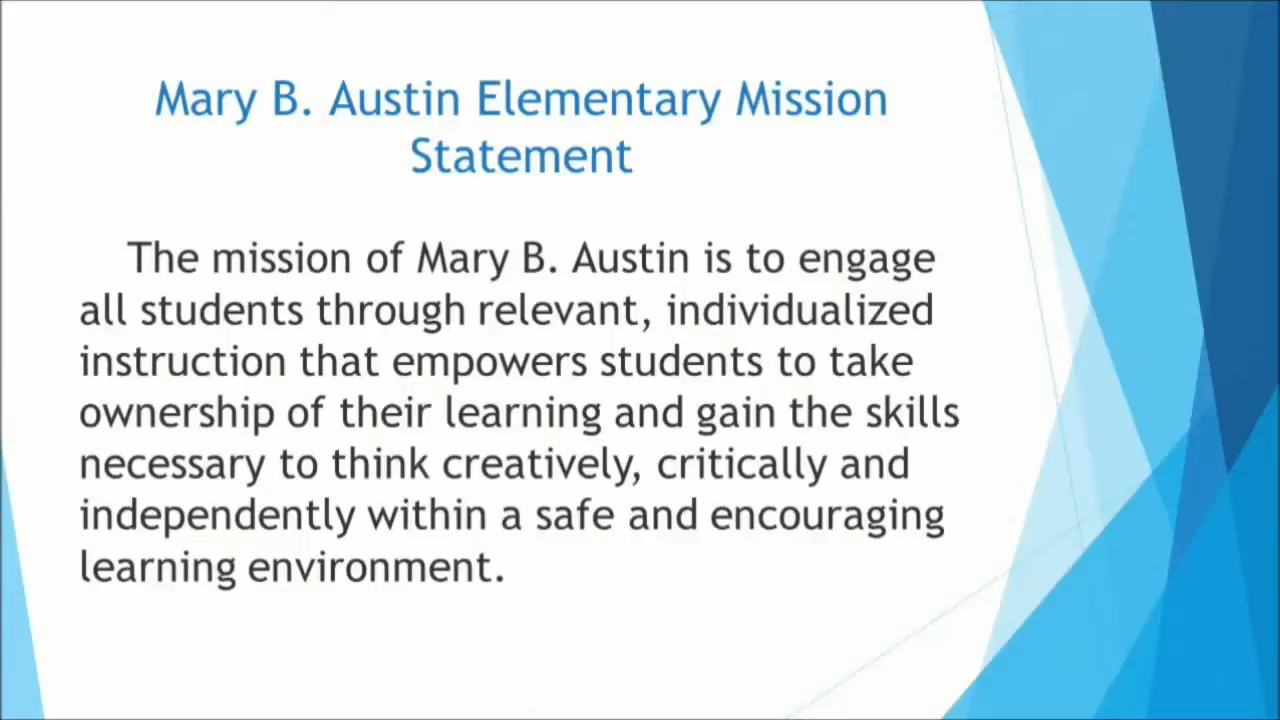 Mary B. Austin Elementary Mission
Statement
The mission of Mary B. Austin is to engage
all students through relevant, individualized
instruction that empowers students to take
ownership of their learning and gain the skills
necessary to think creatively, critically and
independently within a safe and encouraging
learning environment.